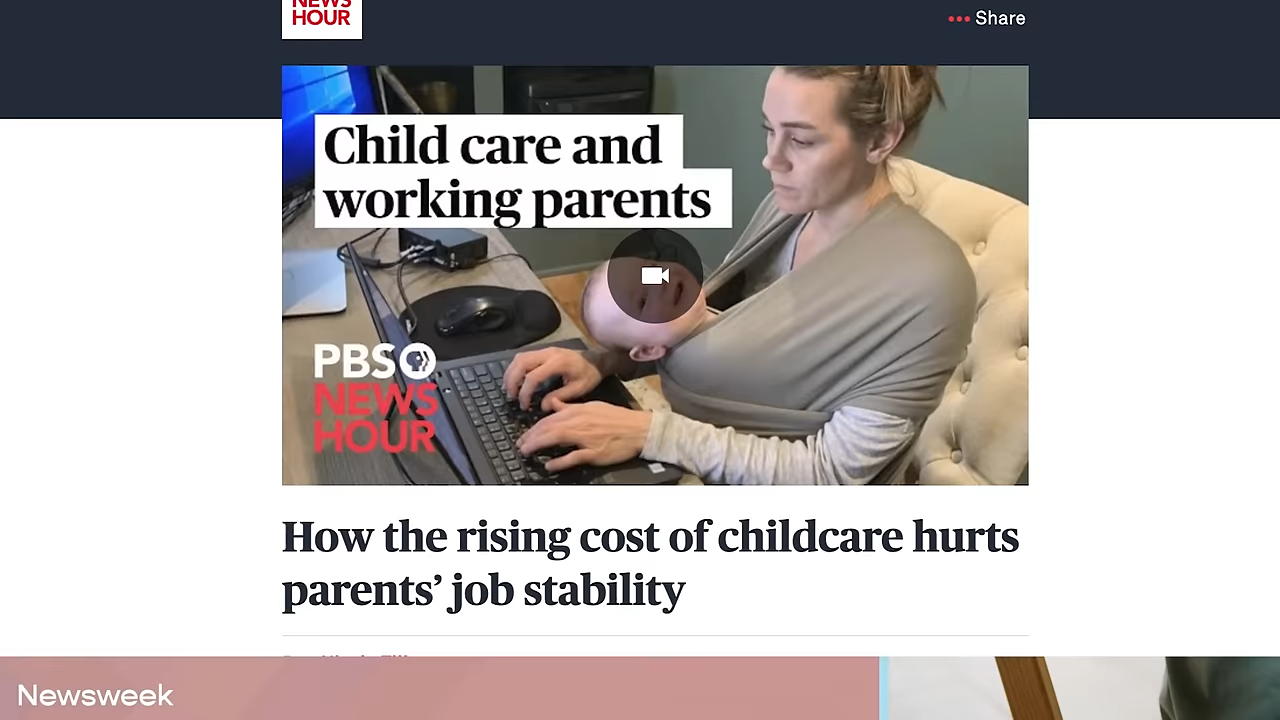 NEWS
HOUR
Share
Child care and
working parents
PBS
NEWS
HOUR
How the rising cost of childcare hurts
parents’ job stability
Newsweek